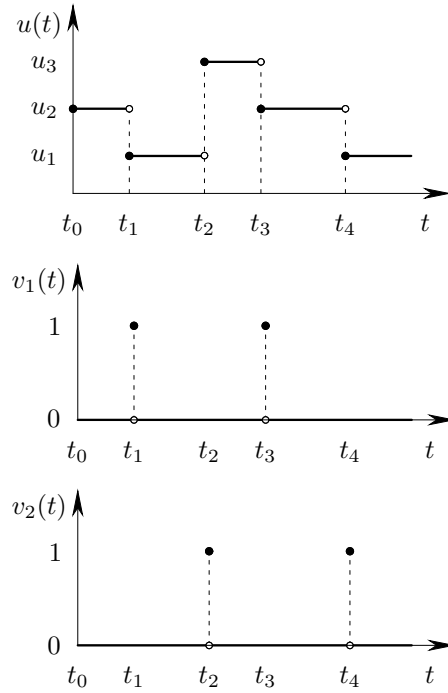 u(t)
u₃
u₂
u₁
t₀ t₁ t₂ t₃ t₄ t
v₁(t)
1
0
t₀ t₁ t₂ t₃ t₄ t
v₂(t)
1
0
t₀ t₁ t₂ t₃ t₄ t